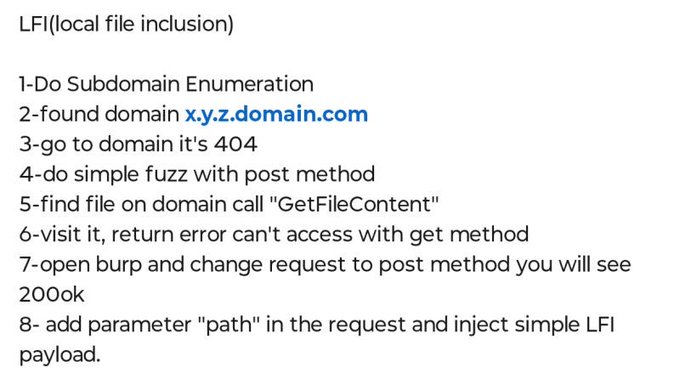 LFI(local file inclusion)
1-Do Subdomain Enumeration
2-found domain x.y.z.domain.com
3-go to domain it's 404
4-do simple fuzz with post method
5-find file on domain call "GetFileContent"
6-visit it, return error can't access with get method
7-open burp and change request to post method you will see
200ok
8- add parameter "path" in the request and inject simple LFI
payload.